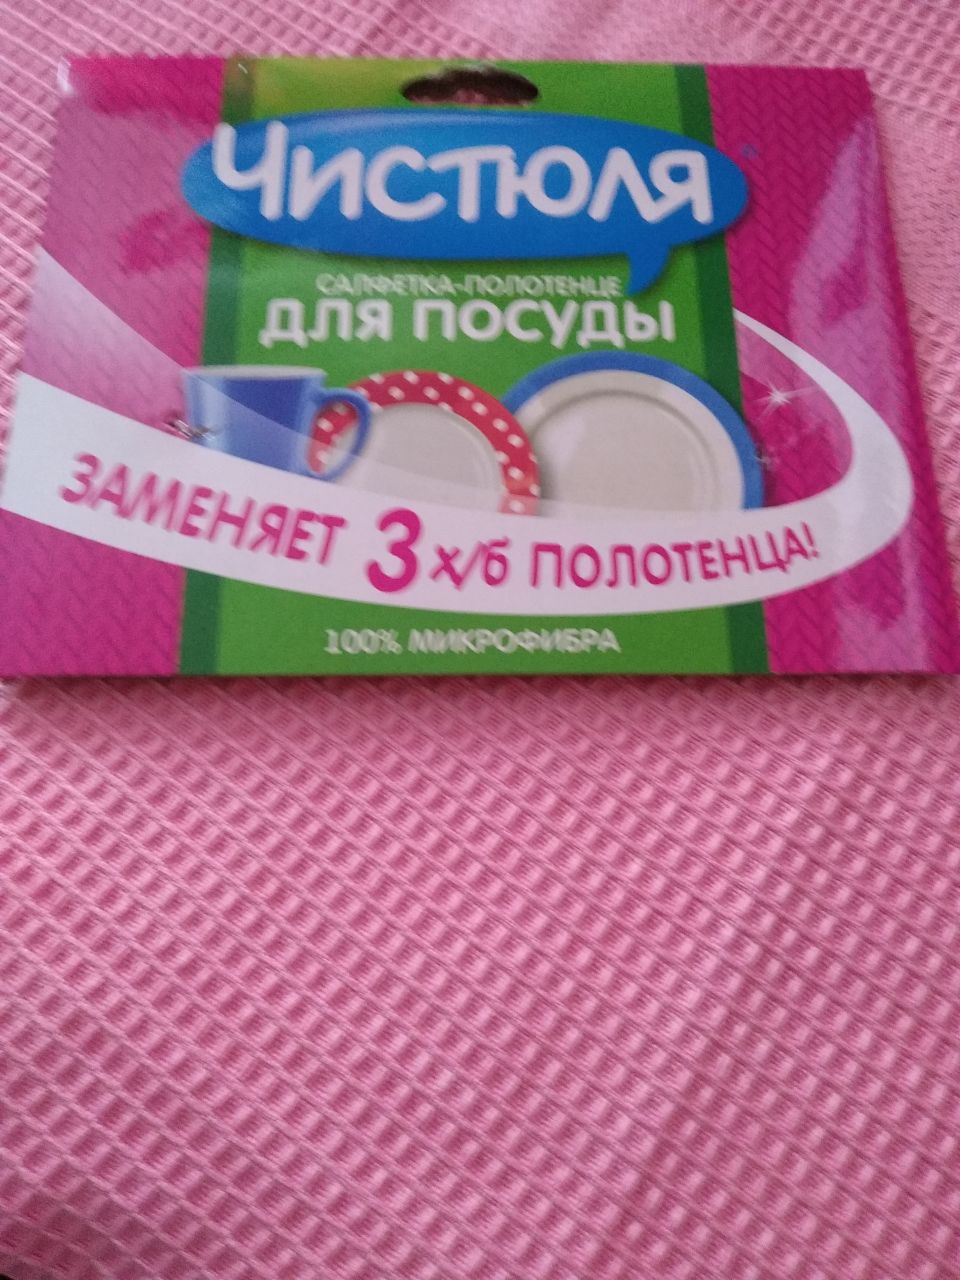 Чистюля
САЛФЕТКА-ПОЛОТЕНЦЕ
ДЛЯ ПОСУДЫ
ЗАМЕНЯЕТ 3 х/б ПОЛОТЕНЦА!
100% МИКРОФИБРА